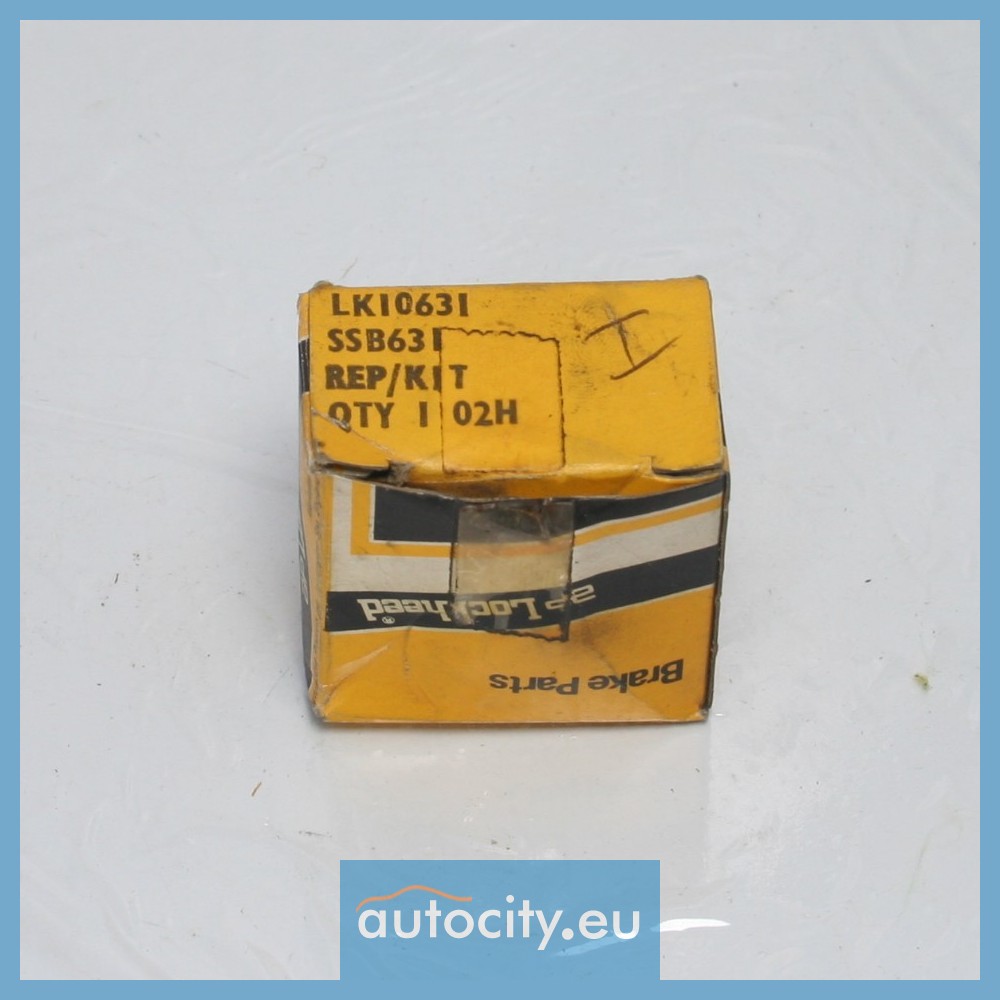 LK10631
SSB631
REP/KIT
QTY 1 02H
I
Lockheed®
Brake Parts
autocity.eu